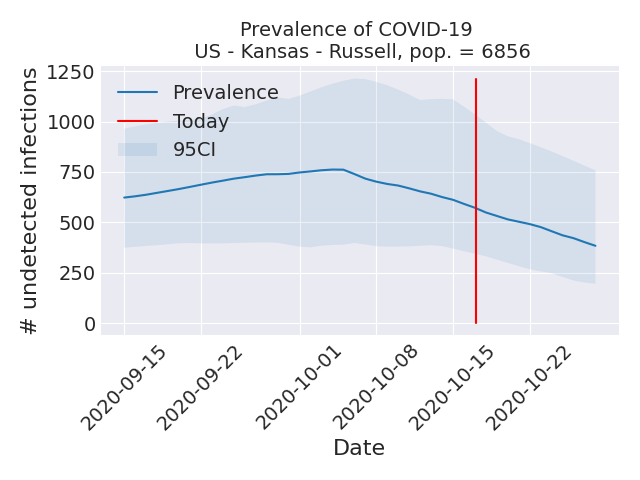 Prevalence of COVID-19
US - Kansas - Russell, pop. = 6856
# undetected infections
1250
1000
750
500
250
0
Prevalence
Today
95CI
2020-09-15
2020-09-22
2020-10-01
2020-10-08
2020-10-15
2020-10-22
Date